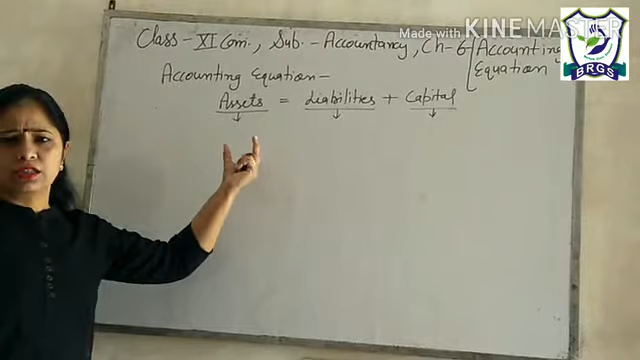 Made with KINEMASTER
Class - XI Com., Sub. - Accountancy, Ch-6 [Accounting
Equation
BRGS
Accounting Equation -
Assets = Liabilities + Capital